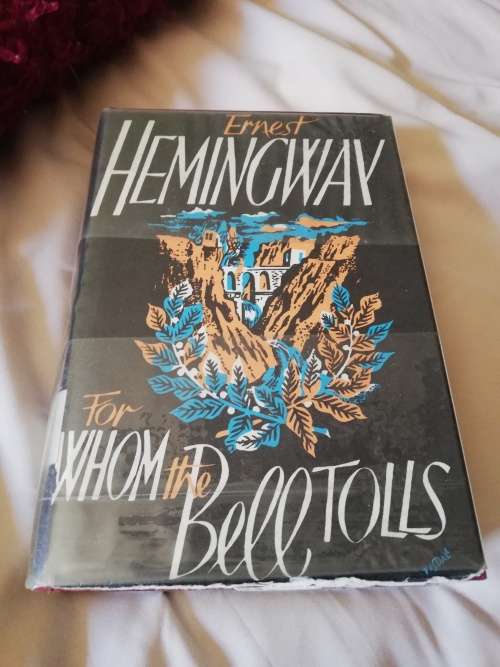 Ernest
HEMINGWAY
For
WHOM the
Bell TOLLS